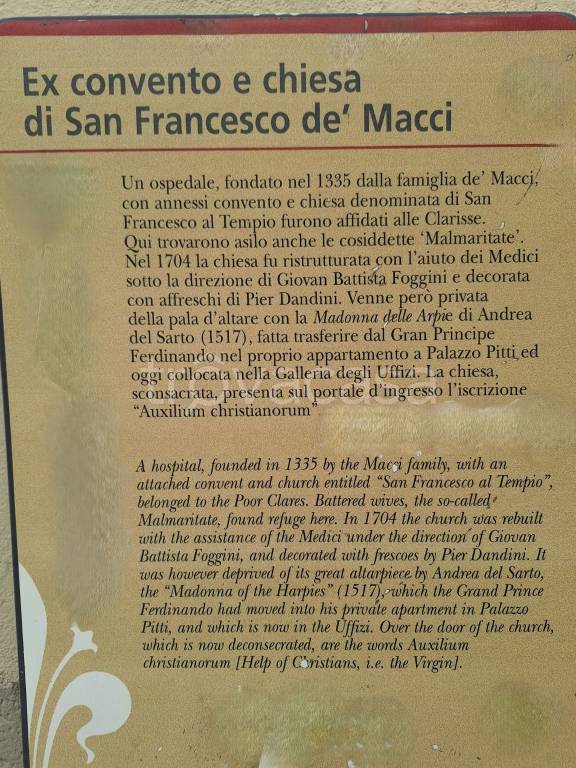 Ex convento e chiesa
di San Francesco de' Macci
Un ospedale, fondato nel 1335 dalla famiglia de' Macci,
con annessi convento e chiesa denominata di San
Francesco al Tempio furono affidati alle Clarisse.
Qui trovarono asilo anche le cosiddette 'Malmaritate'.
Nel 1704 la chiesa fu ristrutturata con l'aiuto dei Medici
sotto la direzione di Giovan Battista Foggini e decorata
con affreschi di Pier Dandini. Venne però privata
della pala d'altare con la Madonna delle Arpie di Andrea
del Sarto (1517), fatta trasferire dal Gran Principe
Ferdinando nel proprio appartamento a Palazzo Pitti ed
oggi collocata nella Galleria degli Uffizi. La chiesa,
sconsacrata, presenta sul portale d'ingresso l'iscrizione
"Auxilium christianorum"
A hospital, founded in 1335 by the Macci family, with an
attached convent and church entitled "San Francesco al Tempio",
belonged to the Poor Clares. Battered wives, the so-called
Malmaritate, found refuge here. In 1704 the church was rebuilt
with the assistance of the Medici under the direction of Giovan
Battista Foggini, and decorated with frescoes by Pier Dandini. It
was however deprived of its great altarpiece by Andrea del Sarto,
the "Madonna of the Harpies" (1517), which the Grand Prince
Ferdinando had moved into his private apartment in Palazzo
Pitti, and which is now in the Uffizi. Over the door of the church,
which is now deconsecrated, are the words Auxilium
christianorum [Help of Christians, i.e. the Virgin].